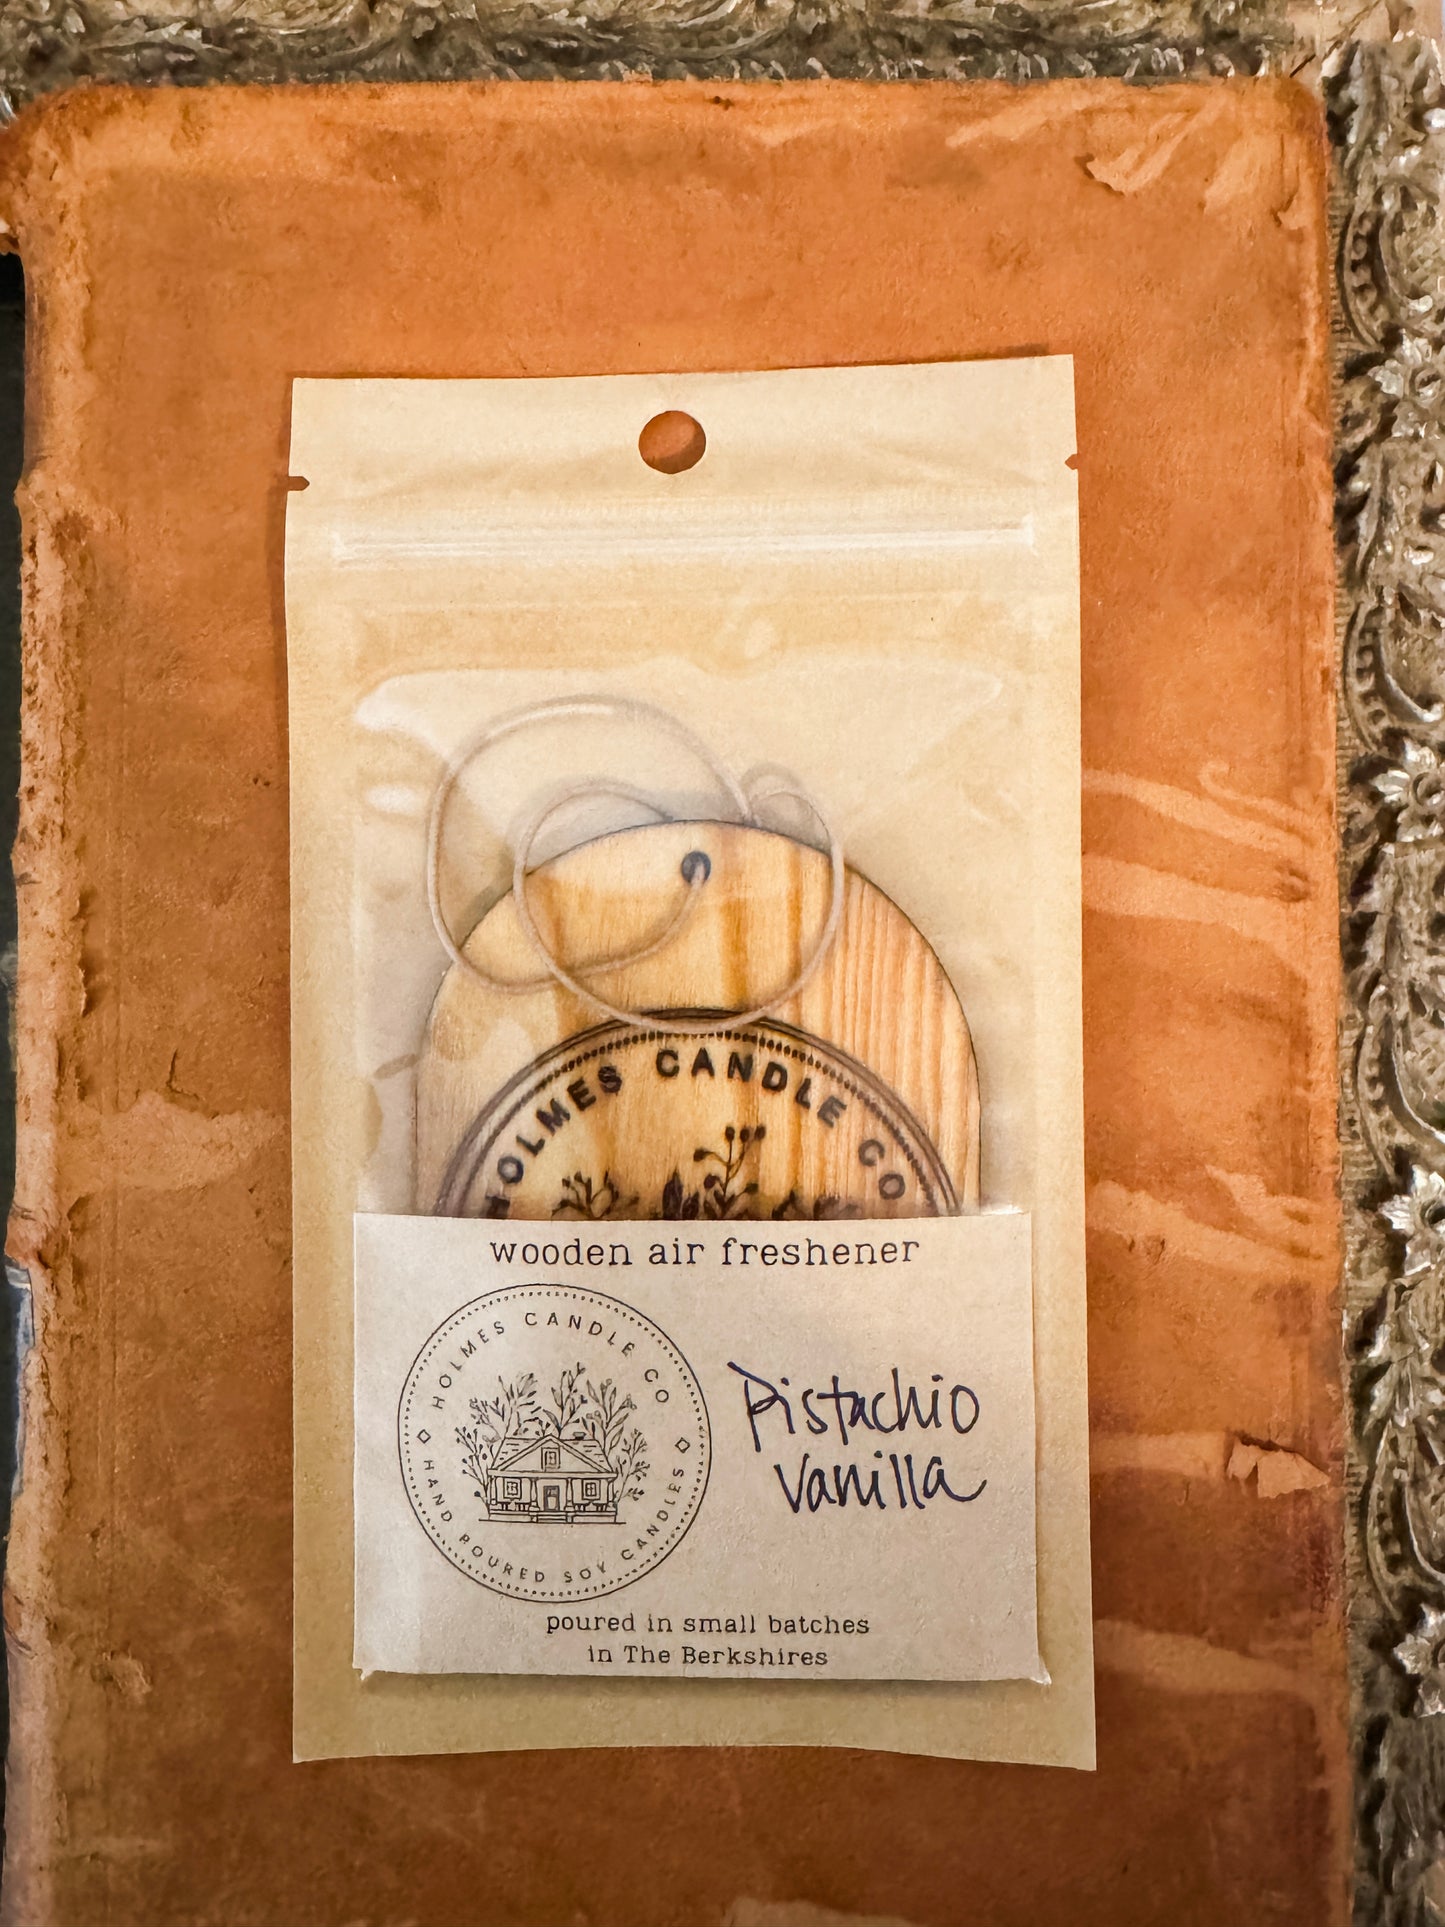 HOLMES CANDLE CO
wooden air freshener
HOLMES CANDLE CO
HAND POURED SOY CANDLES
Pistachio
Vanilla
poured in small batches
in The Berkshires